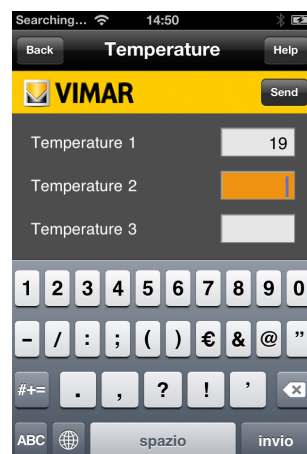 Searching... 14:50
Back Temperature Help
VIMAR Send
Temperature 1 19
Temperature 2
Temperature 3
1 2 3 4 5 6 7 8 9 0
- / : ; ( ) € & @ "
#+= . , ? ! '
ABC spazio invio